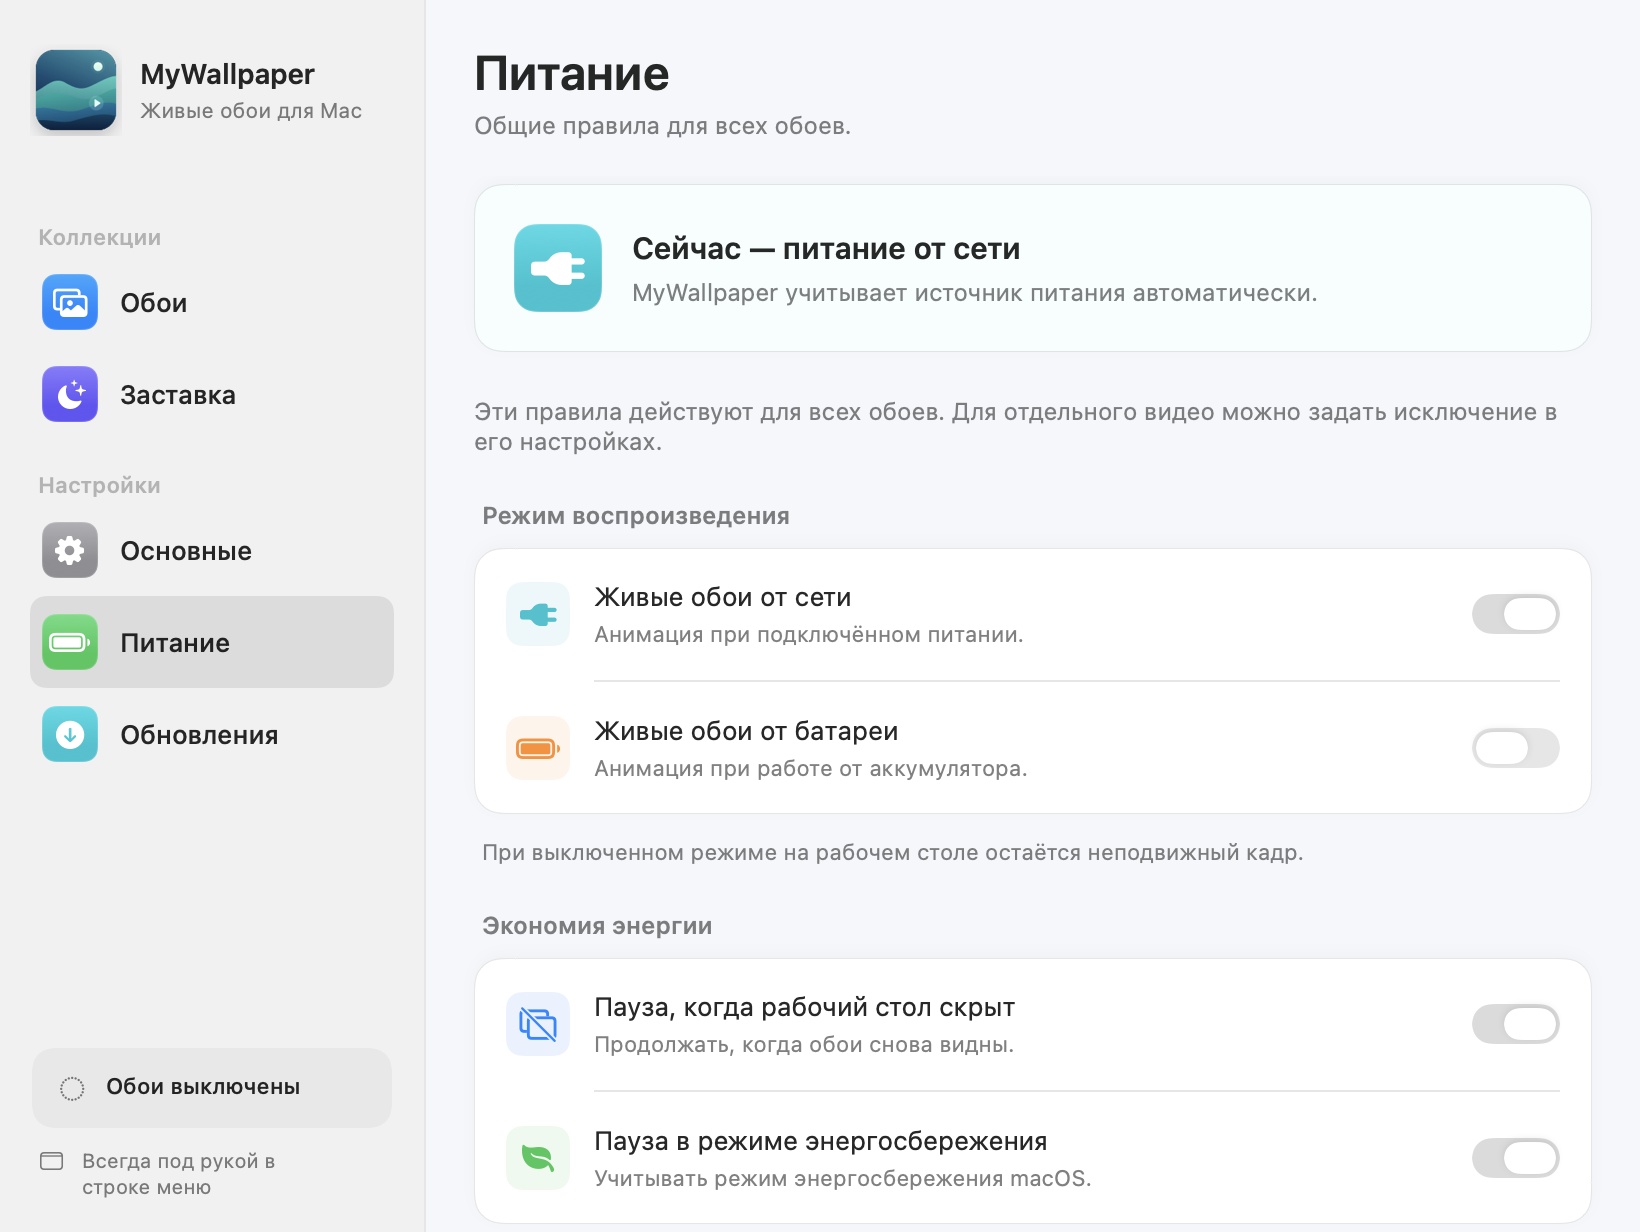 MyWallpaper
Живые обои для Mac
Коллекции
Обои
Заставка
Настройки
Основные
Питание
Обновления
Обои выключены
Всегда под рукой в
строке меню
Питание
Общие правила для всех обоев.
Сейчас — питание от сети
MyWallpaper учитывает источник питания автоматически.
Эти правила действуют для всех обоев. Для отдельного видео можно задать исключение в
его настройках.
Режим воспроизведения
Живые обои от сети
Анимация при подключённом питании.
Живые обои от батареи
Анимация при работе от аккумулятора.
При выключенном режиме на рабочем столе остаётся неподвижный кадр.
Экономия энергии
Пауза, когда рабочий стол скрыт
Продолжать, когда обои снова видны.
Пауза в режиме энергосбережения
Учитывать режим энергосбережения macOS.